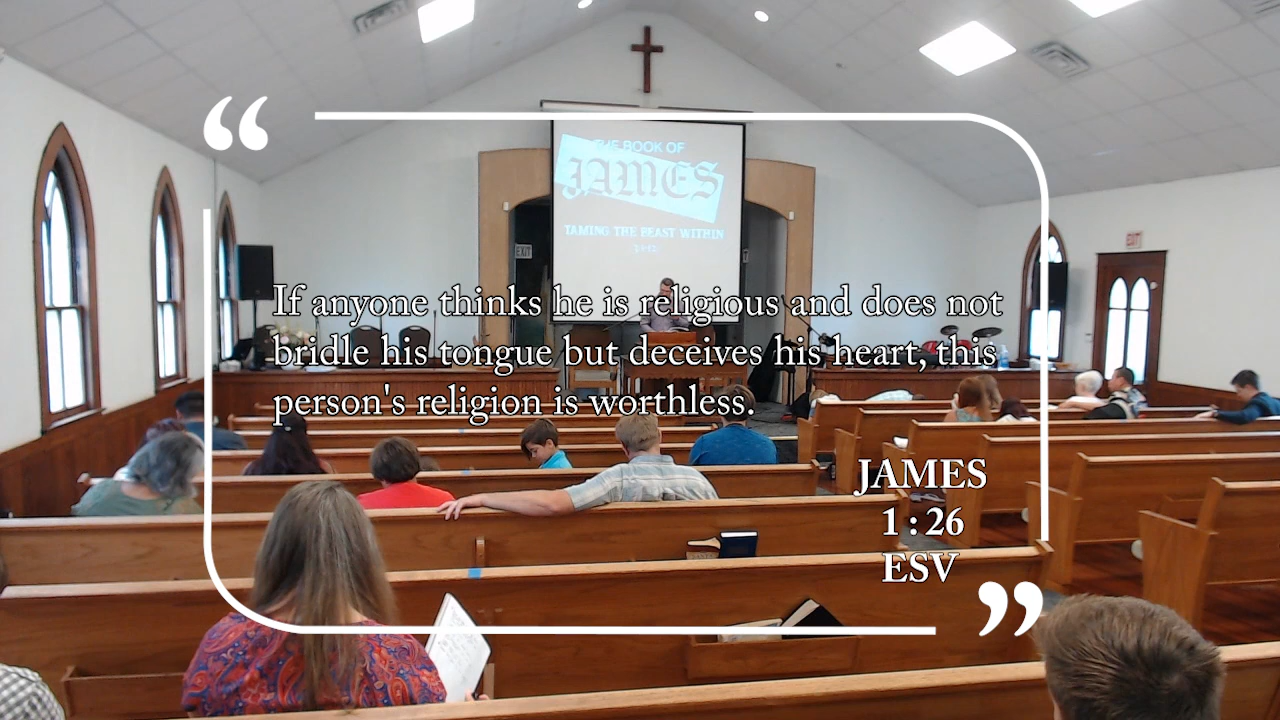 THE BOOK OF
JAMES
TAMING THE BEAST WITHIN
EXIT
EXIT
“
If anyone thinks he is religious and does not
bridle his tongue but deceives his heart, this
person's religion is worthless.
JAMES
1 : 26
ESV
”